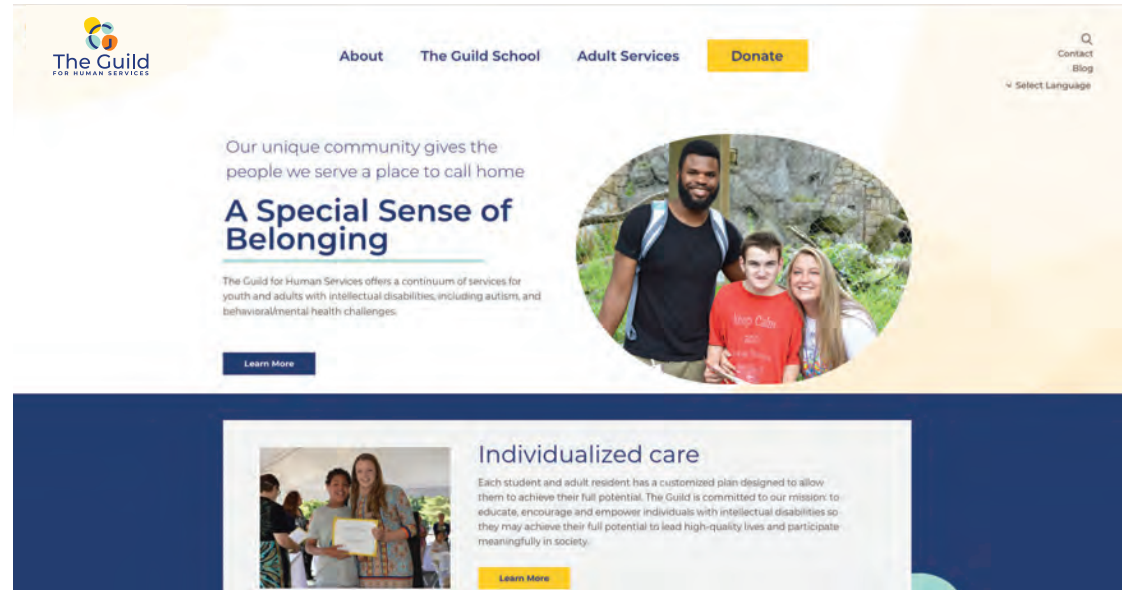 The Guild
FOR HUMAN SERVICES
About
The Guild School
Adult Services
Donate
Contact
Blog
Select Language
Our unique community gives the
people we serve a place to call home
A Special Sense of
Belonging
The Guild for Human Services offers a continuum of services for
youth and adults with intellectual disabilities, including autism, and
behavioral/mental health challenges.
Learn More
Individualized care
Each student and adult resident has a customized plan designed to allow
them to achieve their full potential. The Guild is committed to our mission: to
educate, encourage and empower individuals with intellectual disabilities so
they may achieve their full potential to lead high-quality lives and participate
meaningfully in society.
Learn More